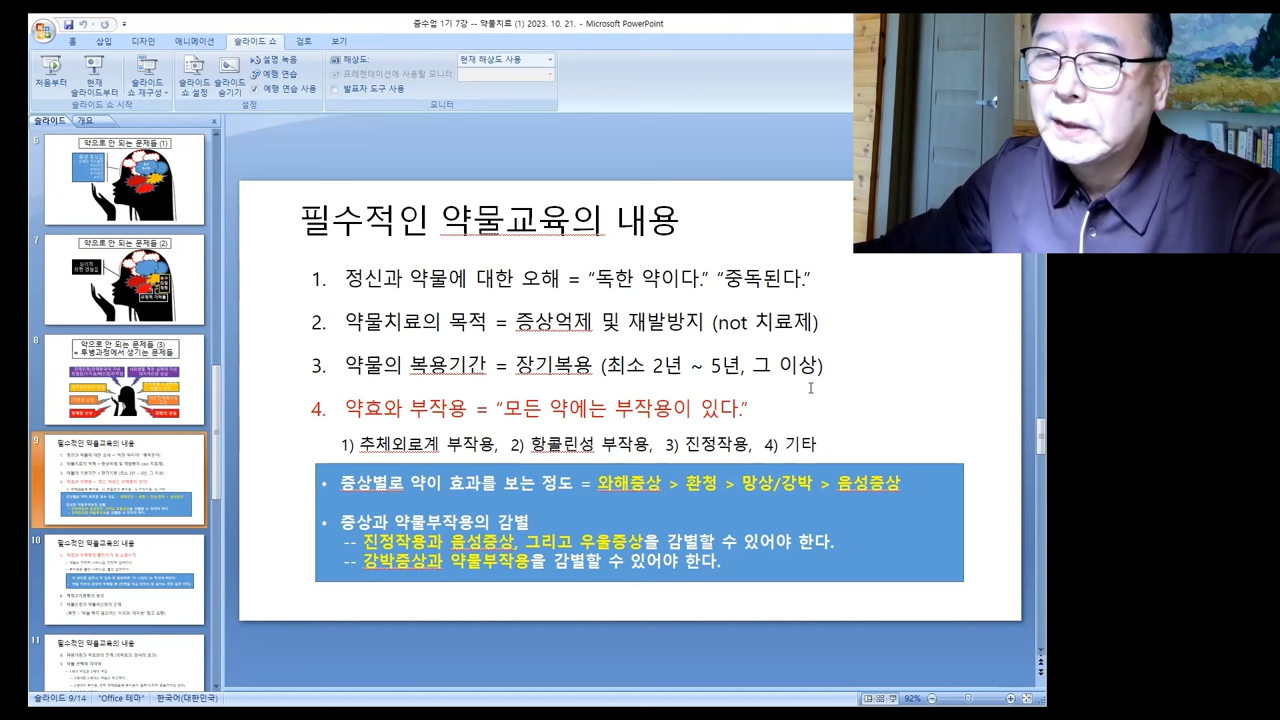 중수업 1기 7강 -- 약물치료 (1) 2023. 10. 21. - Microsoft PowerPoint
홈 삽입 디자인 애니메이션 슬라이드 쇼 검토 보기
처음부터
현재 슬라이드부터
슬라이드 쇼 재구성
슬라이드 쇼 시작
슬라이드 쇼 설정
슬라이드 숨기기
설명 녹음
예행 연습
예행 연습 사용
설정
해상도: 현재 해상도 사용
프레젠테이션에 사용할 모니터:
발표자 도구 사용
모니터
슬라이드 개요
6
약으로 안 되는 문제들 (1)
7
약으로 안 되는 문제들 (2)
심리적
8
약으로 안 되는 문제들 (3)
= 투병과정에서 생기는 문제들
9
필수적인 약물교육의 내용
10
필수적인 약물교육의 내용
11
필수적인 약물교육의 내용
필수적인 약물교육의 내용
1. 정신과 약물에 대한 오해 = “독한 약이다.” “중독된다.”
2. 약물치료의 목적 = 증상억제 및 재발방지 (not 치료제)
3. 약물의 복용기간 = 장기복용 (최소 2년 ~ 5년, 그 이상)
4. 약효와 부작용 = “모든 약에는 부작용이 있다.”
1) 추체외로계 부작용, 2) 항콜린성 부작용, 3) 진정작용, 4) 기타
• 증상별로 약이 효과를 보는 정도 = 와해증상 > 환청 > 망상/강박 > 음성증상
• 증상과 약물부작용의 감별
-- 진정작용과 음성증상, 그리고 우울증상을 감별할 수 있어야 한다.
-- 강박증상과 약물부작용을 감별할 수 있어야 한다.
슬라이드 9/14 "Office 테마" 한국어(대한민국) 92%